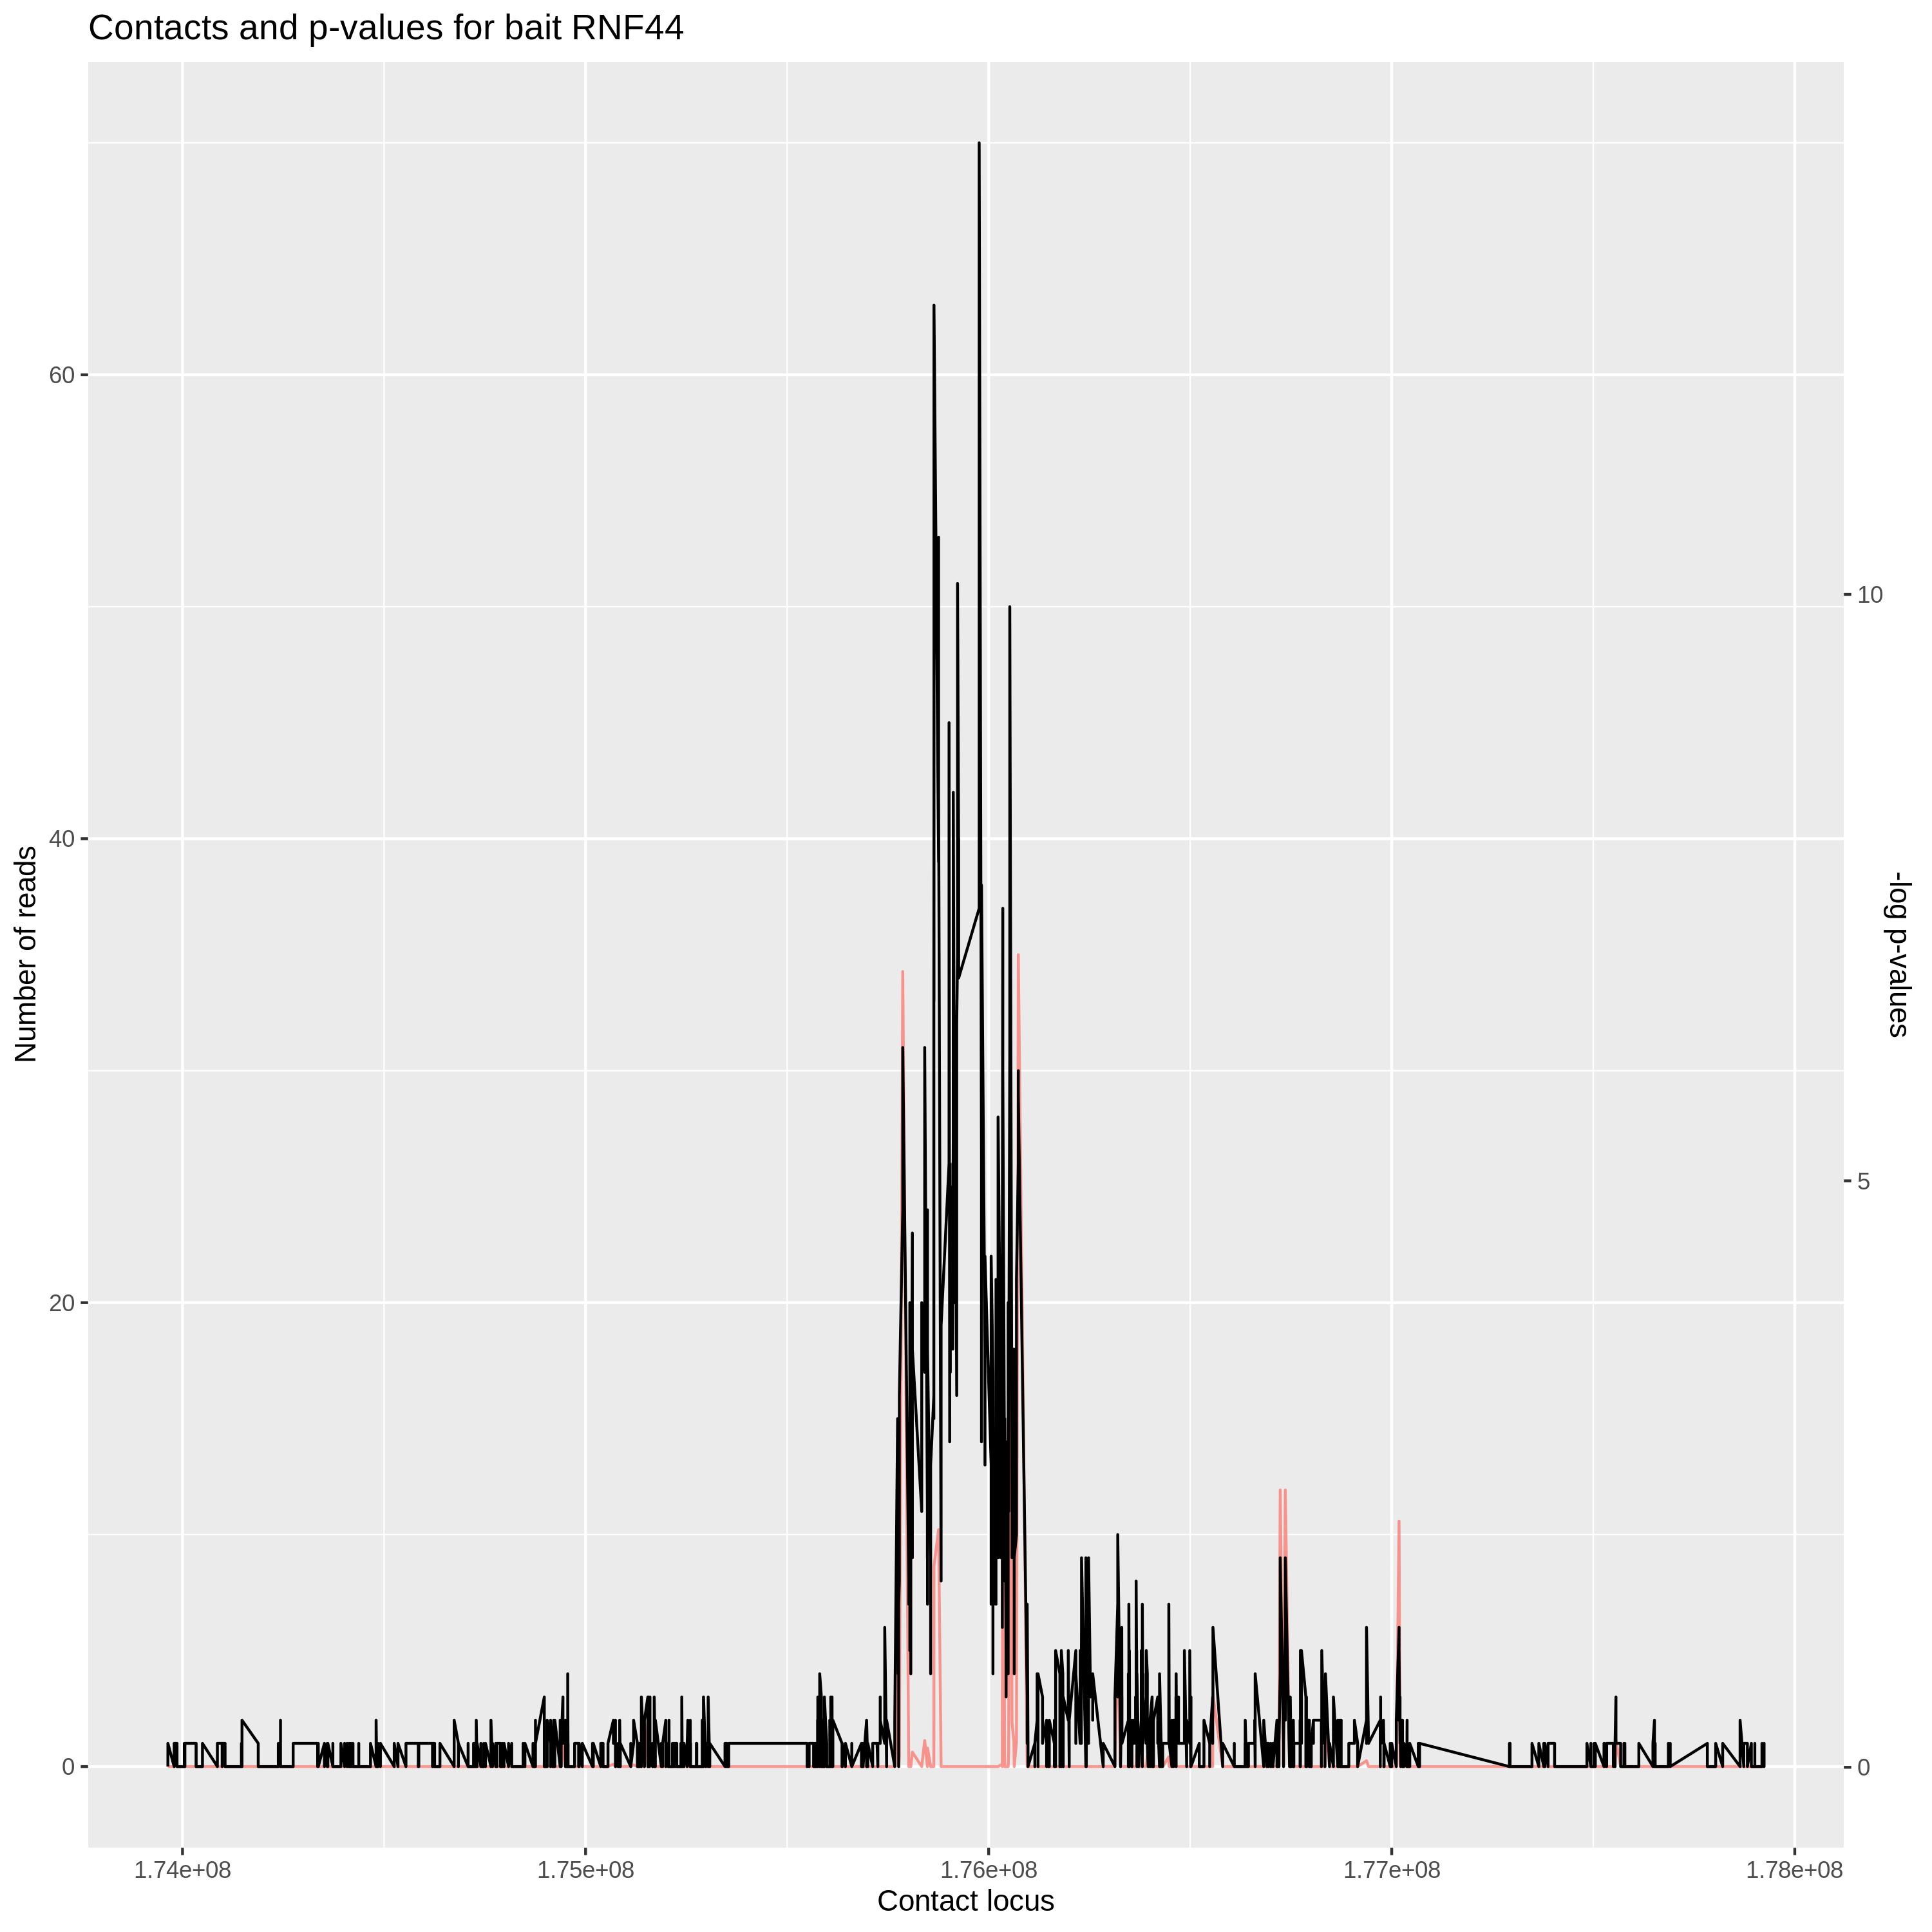 Contacts and p-values for bait RNF44
60
40
20
0
Number of reads
10
5
0
-log p-values
1.74e+08
1.75e+08
1.76e+08
1.77e+08
1.78e+08
Contact locus